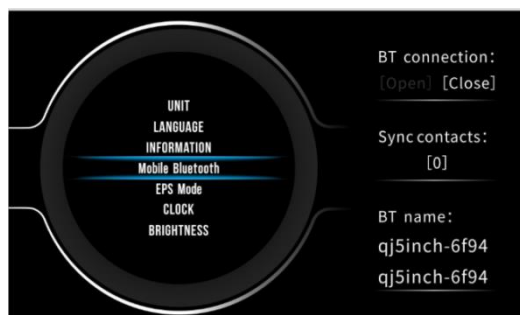 UNIT
LANGUAGE
INFORMATION
Mobile Bluetooth
EPS Mode
CLOCK
BRIGHTNESS
BT connection:
[Open] [Close]
Sync contacts:
[0]
BT name:
qj5inch-6f94
qj5inch-6f94